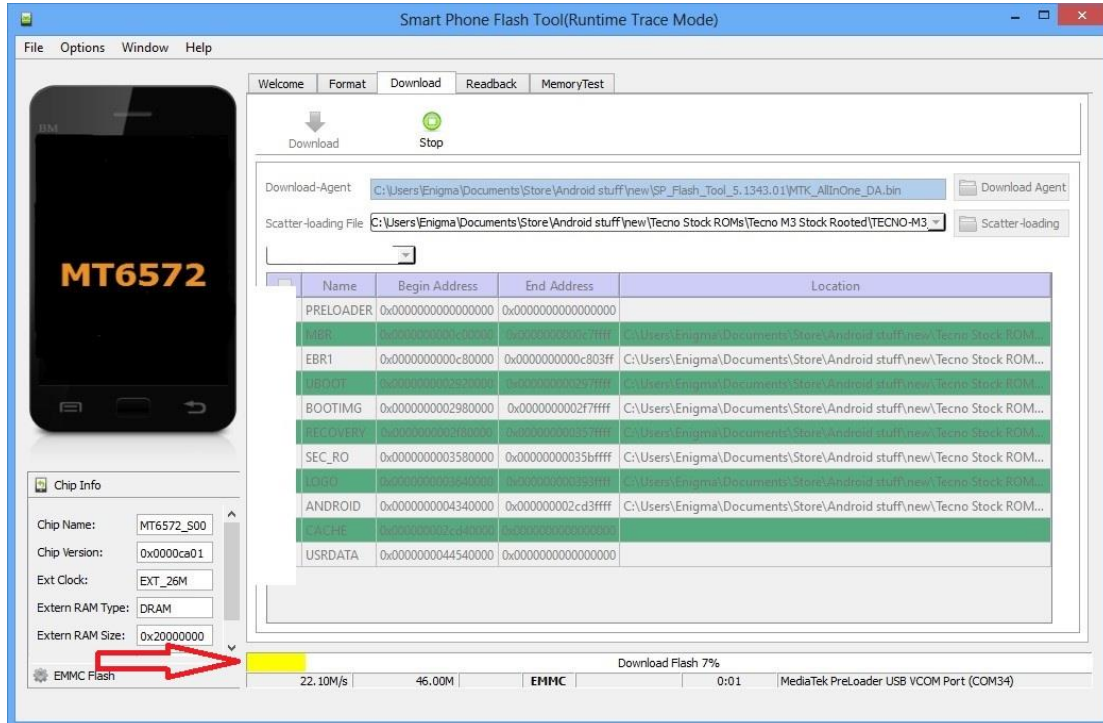 Smart Phone Flash Tool(Runtime Trace Mode)
File Options Window Help
Welcome Format Download Readback MemoryTest
BM
MT6572
Download Stop
Download-Agent C:\Users\Enigma\Documents\Store\Android stuff\new\SP_Flash_Tool_5.1343.01\MTK_AllInOne_DA.bin Download Agent
Scatter-loading File C:\Users\Enigma\Documents\Store\Android stuff\new\Tecno Stock ROMs\Tecno M3 Stock Rooted\TECNO-M3_ Scatter-loading
Name Begin Address End Address Location
PRELOADER 0x0000000000000000 0x0000000000000000
MBR 0x0000000000c00000 0x0000000000c7ffff C:\Users\Enigma\Documents\Store\Android stuff\new\Tecno Stock ROM...
EBR1 0x0000000000c80000 0x0000000000c803ff C:\Users\Enigma\Documents\Store\Android stuff\new\Tecno Stock ROM...
UBOOT 0x0000000002920000 0x000000000297ffff C:\Users\Enigma\Documents\Store\Android stuff\new\Tecno Stock ROM...
BOOTIMG 0x0000000002980000 0x0000000002f7ffff C:\Users\Enigma\Documents\Store\Android stuff\new\Tecno Stock ROM...
RECOVERY 0x0000000002f80000 0x000000000357ffff C:\Users\Enigma\Documents\Store\Android stuff\new\Tecno Stock ROM...
SEC_RO 0x0000000003580000 0x00000000035bffff C:\Users\Enigma\Documents\Store\Android stuff\new\Tecno Stock ROM...
LOGO 0x0000000003640000 0x000000000393ffff C:\Users\Enigma\Documents\Store\Android stuff\new\Tecno Stock ROM...
ANDROID 0x0000000004340000 0x000000002cd3ffff C:\Users\Enigma\Documents\Store\Android stuff\new\Tecno Stock ROM...
CACHE 0x000000002cd40000 0x0000000000000000
USRDATA 0x0000000044540000 0x0000000000000000
Chip Info
Chip Name: MT6572_S00
Chip Version: 0x0000ca01
Ext Clock: EXT_26M
Extern RAM Type: DRAM
Extern RAM Size: 0x20000000
EMMC Flash
Download Flash 7%
22.10M/s 46.00M EMMC 0:01 MediaTek PreLoader USB VCOM Port (COM34)